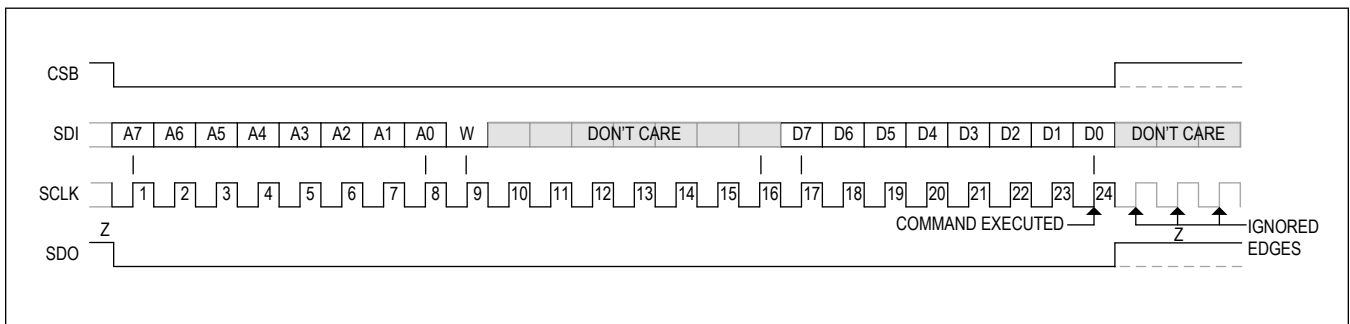 CSB
SDI A7 A6 A5 A4 A3 A2 A1 A0 W DON'T CARE D7 D6 D5 D4 D3 D2 D1 D0 DON'T CARE
SCLK 1 2 3 4 5 6 7 8 9 10 11 12 13 14 15 16 17 18 19 20 21 22 23 24
COMMAND EXECUTED IGNORED
Z Z EDGES
SDO